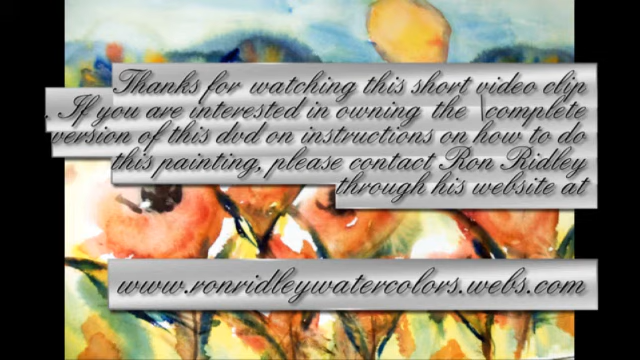 Thanks for watching this short video clip
. If you are interested in owning the \complete
version of this dvd on instructions on how to do
this painting, please contact Ron Ridley
through his website at
www.ronridleywatercolors.webs.com